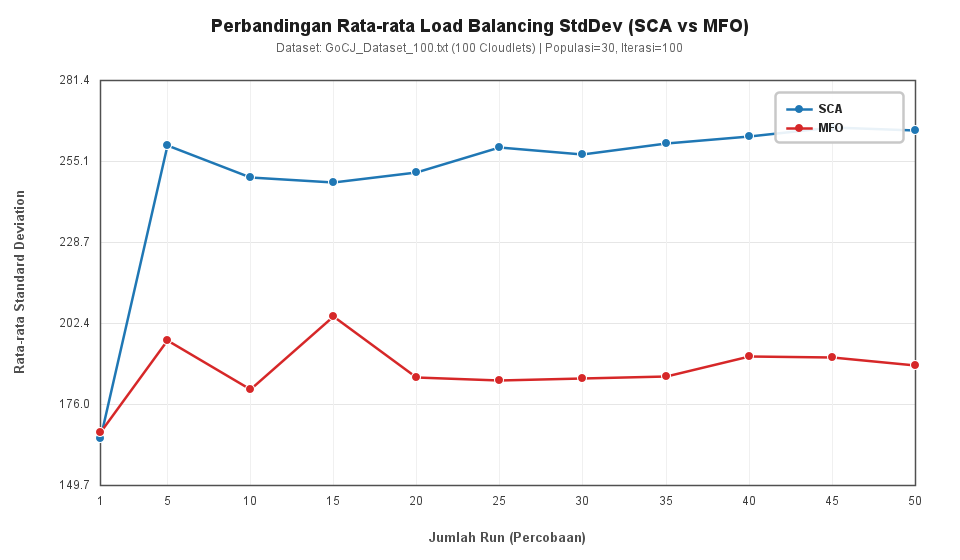 Perbandingan Rata-rata Load Balancing StdDev (SCA vs MFO)
Dataset: GoCJ_Dataset_100.txt (100 Cloudlets) | Populasi=30, Iterasi=100
281.4
255.1
228.7
202.4
176.0
149.7
Rata-rata Standard Deviation
SCA
MFO
1 5 10 15 20 25 30 35 40 45 50
Jumlah Run (Percobaan)